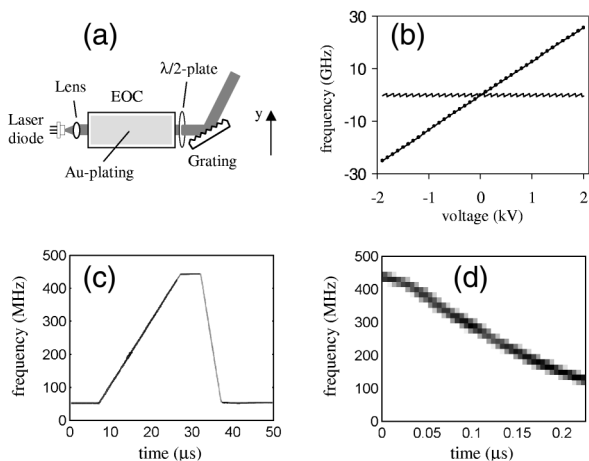 (a)
λ/2-plate
Lens
EOC
Laser
diode
y
Au-plating
Grating
(b)
frequency (GHz)
30
10
-10
-30
-2
-1
0
1
2
voltage (kV)
(c)
frequency (MHz)
500
400
300
200
100
0
0
10
20
30
40
50
time (μs)
(d)
frequency (MHz)
500
400
300
200
100
0
0
0.05
0.1
0.15
0.2
time (μs)